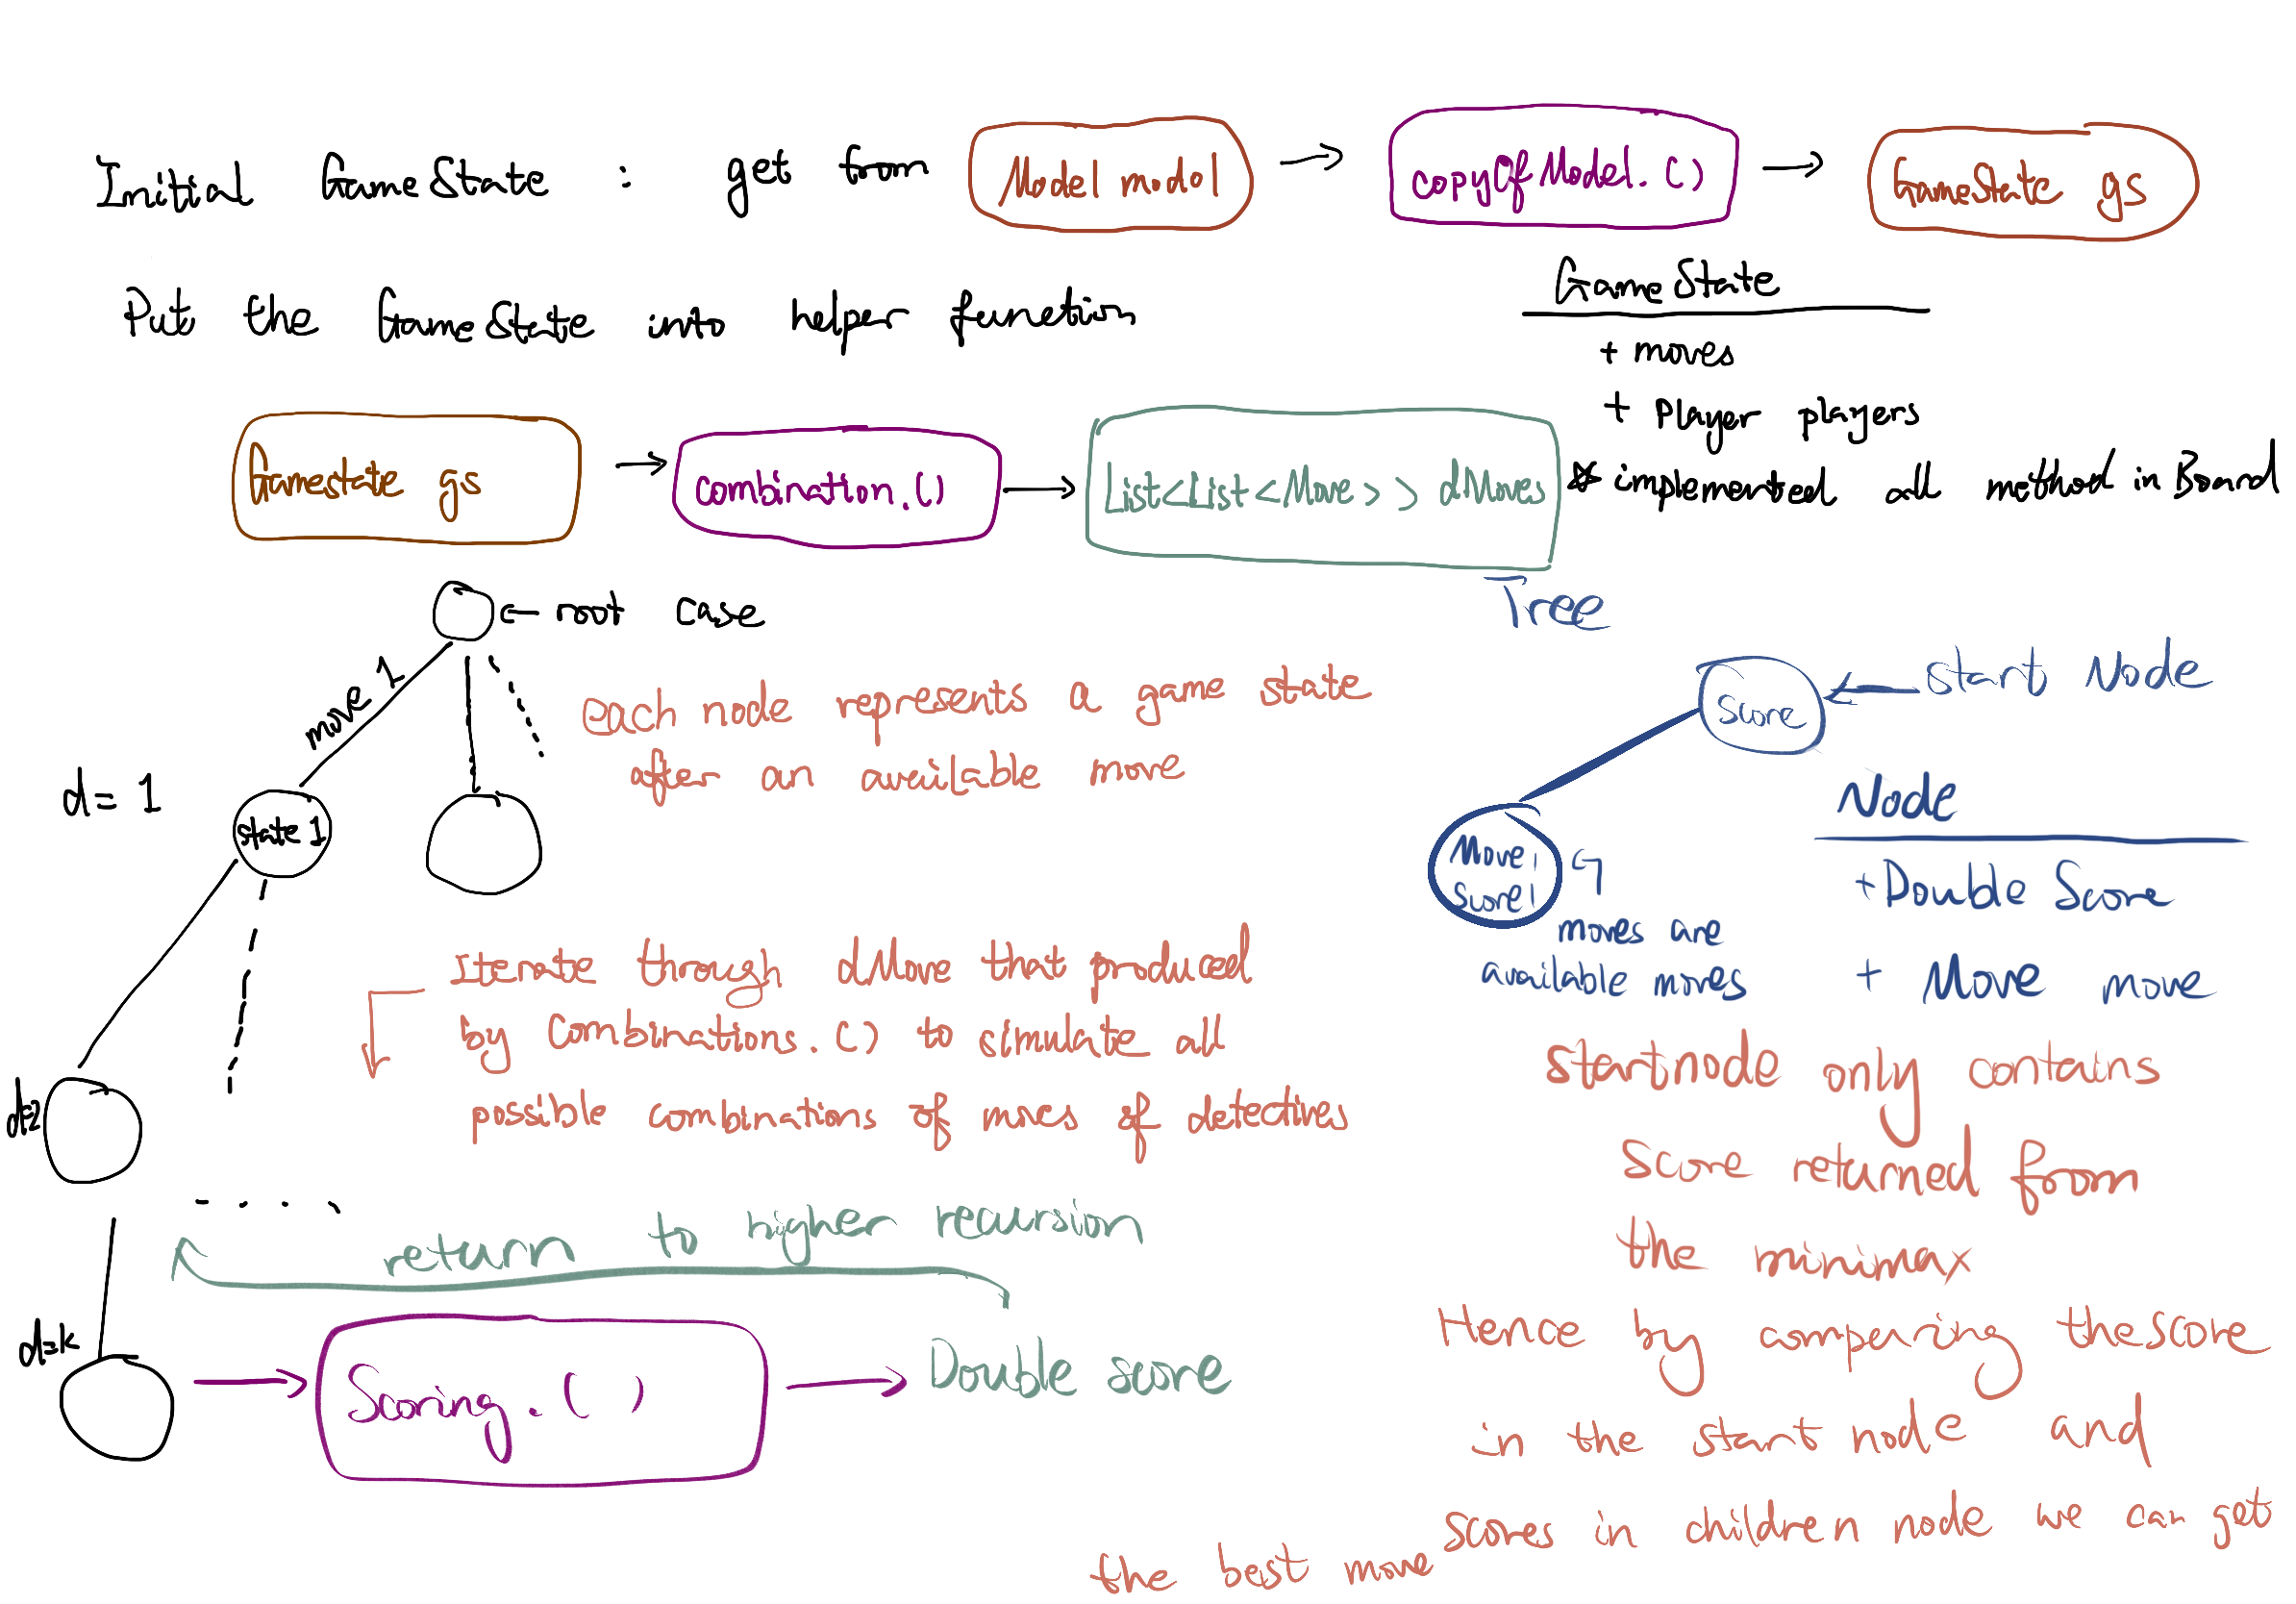 Initial GameState : get from Model model → copyOfModel.() → GameState gs
Put the GameState into helper function
GameState
+ moves
+ Player players
* implemented all method in Board
Gamestate gs → combination.() → List<List<Move>> dMoves
← root case
move 1
each node represents a game state
after an available move
d= 1
state 1
Iterate through dMove that produced
by Combinations.() to simulate all
possible combinations of moves of detectives
d=2
return to higher recursion
d=k
Scoring.()
Double score
Tree
Score
start Node
Move1
Score1
moves are
available moves
Node
+Double Score
+ Move move
startnode only contains
score returned from
the minimax
Hence by comparing the score
in the start node and
scores in children node we can get
the best move